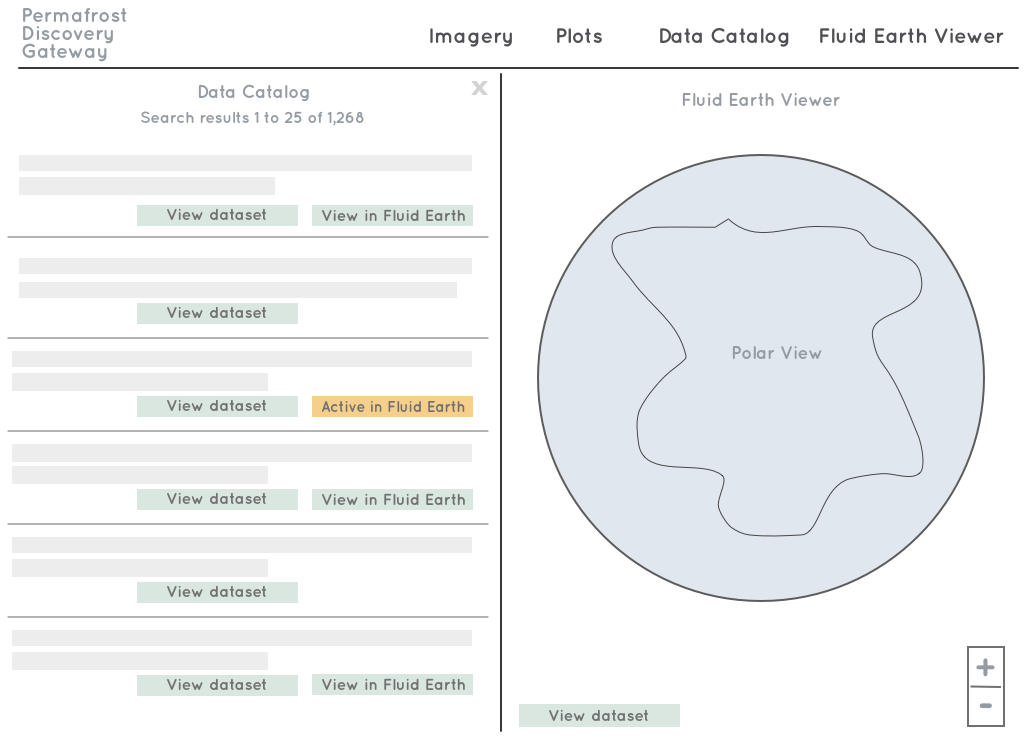 Permafrost
Discovery
Gateway
Imagery Plots Data Catalog Fluid Earth Viewer
Data Catalog
x
Search results 1 to 25 of 1,268
View dataset View in Fluid Earth
View dataset
View dataset Active in Fluid Earth
View dataset View in Fluid Earth
View dataset
View dataset View in Fluid Earth
Fluid Earth Viewer
Polar View
+
-
View dataset